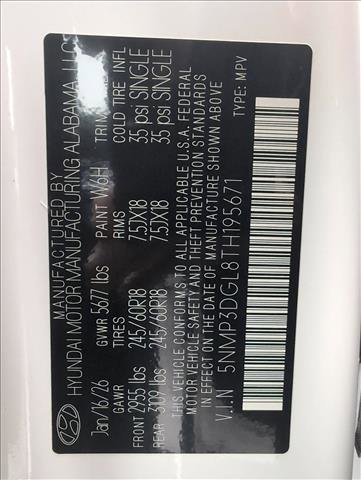 MANUFACTURED BY
HYUNDAI MOTOR MANUFACTURING ALABAMA, LLC
Jan/16/26 GVWR 5677 lbs PAINT W6H TRIM
GAWR TIRES RIMS COLD TIRE INFL
FRONT 2955 lbs 245/60R18 7.5JX18 35 psi SINGLE
REAR 3109 lbs 245/60R18 7.5JX18 35 psi SINGLE
THIS VEHICLE CONFORMS TO ALL APPLICABLE U.S.A. FEDERAL
MOTOR VEHICLE SAFETY AND THEFT PREVENTION STANDARDS IN
EFFECT ON THE DATE OF MANUFACTURE SHOWN ABOVE
V.I.N 5NMP3DGL8TH195671 TYPE: MPV